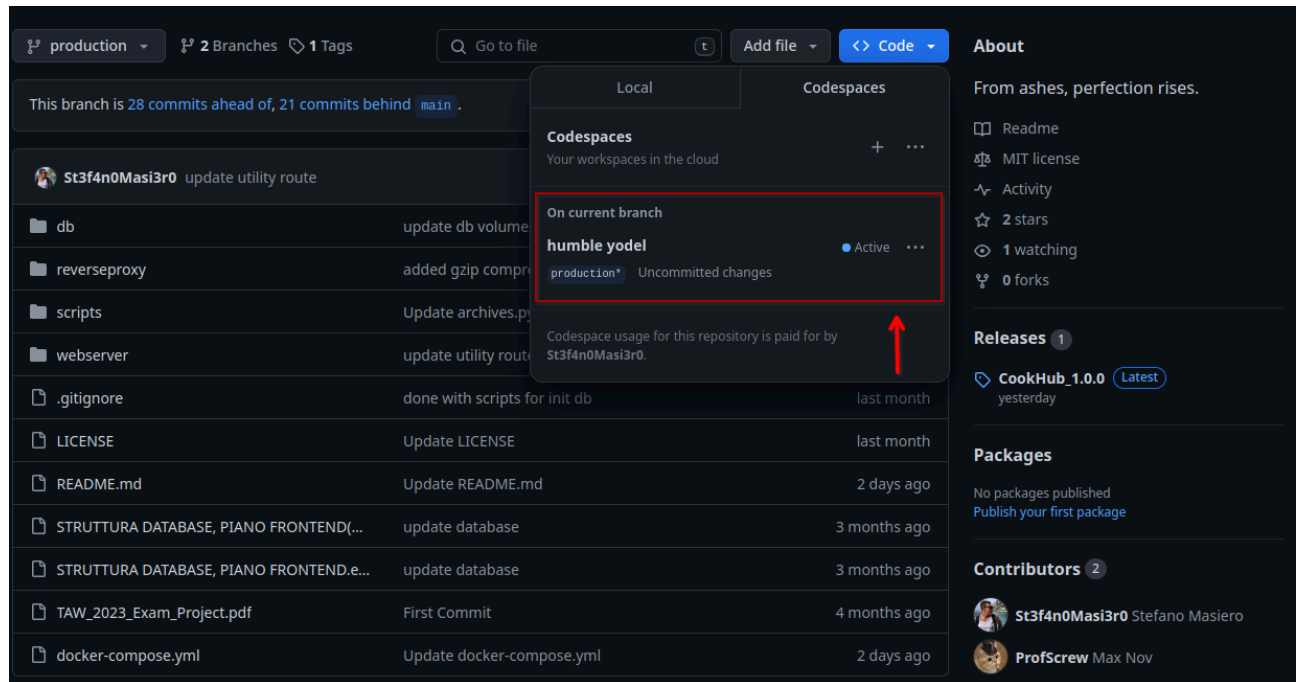 production 2 Branches 1 Tags Go to file t Add file <> Code
This branch is 28 commits ahead of, 21 commits behind main .
Local Codespaces
Codespaces
Your workspaces in the cloud
On current branch
humble yodel Active
production* Uncommitted changes
Codespace usage for this repository is paid for by
St3f4n0Masi3r0.
St3f4n0Masi3r0 update utility route
db update db volume
reverseproxy added gzip compre
scripts Update archives.py
webserver update utility route
.gitignore done with scripts for init db last month
LICENSE Update LICENSE last month
README.md Update README.md 2 days ago
STRUTTURA DATABASE, PIANO FRONTEND(... update database 3 months ago
STRUTTURA DATABASE, PIANO FRONTEND.e... update database 3 months ago
TAW_2023_Exam_Project.pdf First Commit 4 months ago
docker-compose.yml Update docker-compose.yml 2 days ago
About
From ashes, perfection rises.
Readme
MIT license
Activity
2 stars
1 watching
0 forks
Releases 1
CookHub_1.0.0 Latest
yesterday
Packages
No packages published
Publish your first package
Contributors 2
St3f4n0Masi3r0 Stefano Masiero
ProfScrew Max Nov